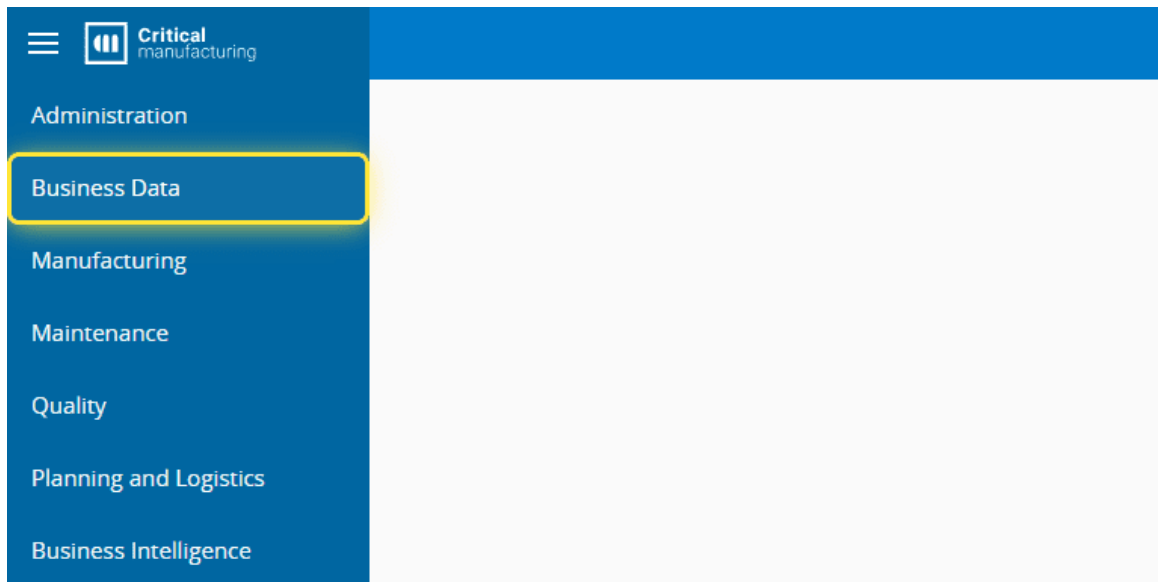 Critical
manufacturing
Administration
Business Data
Manufacturing
Maintenance
Quality
Planning and Logistics
Business Intelligence